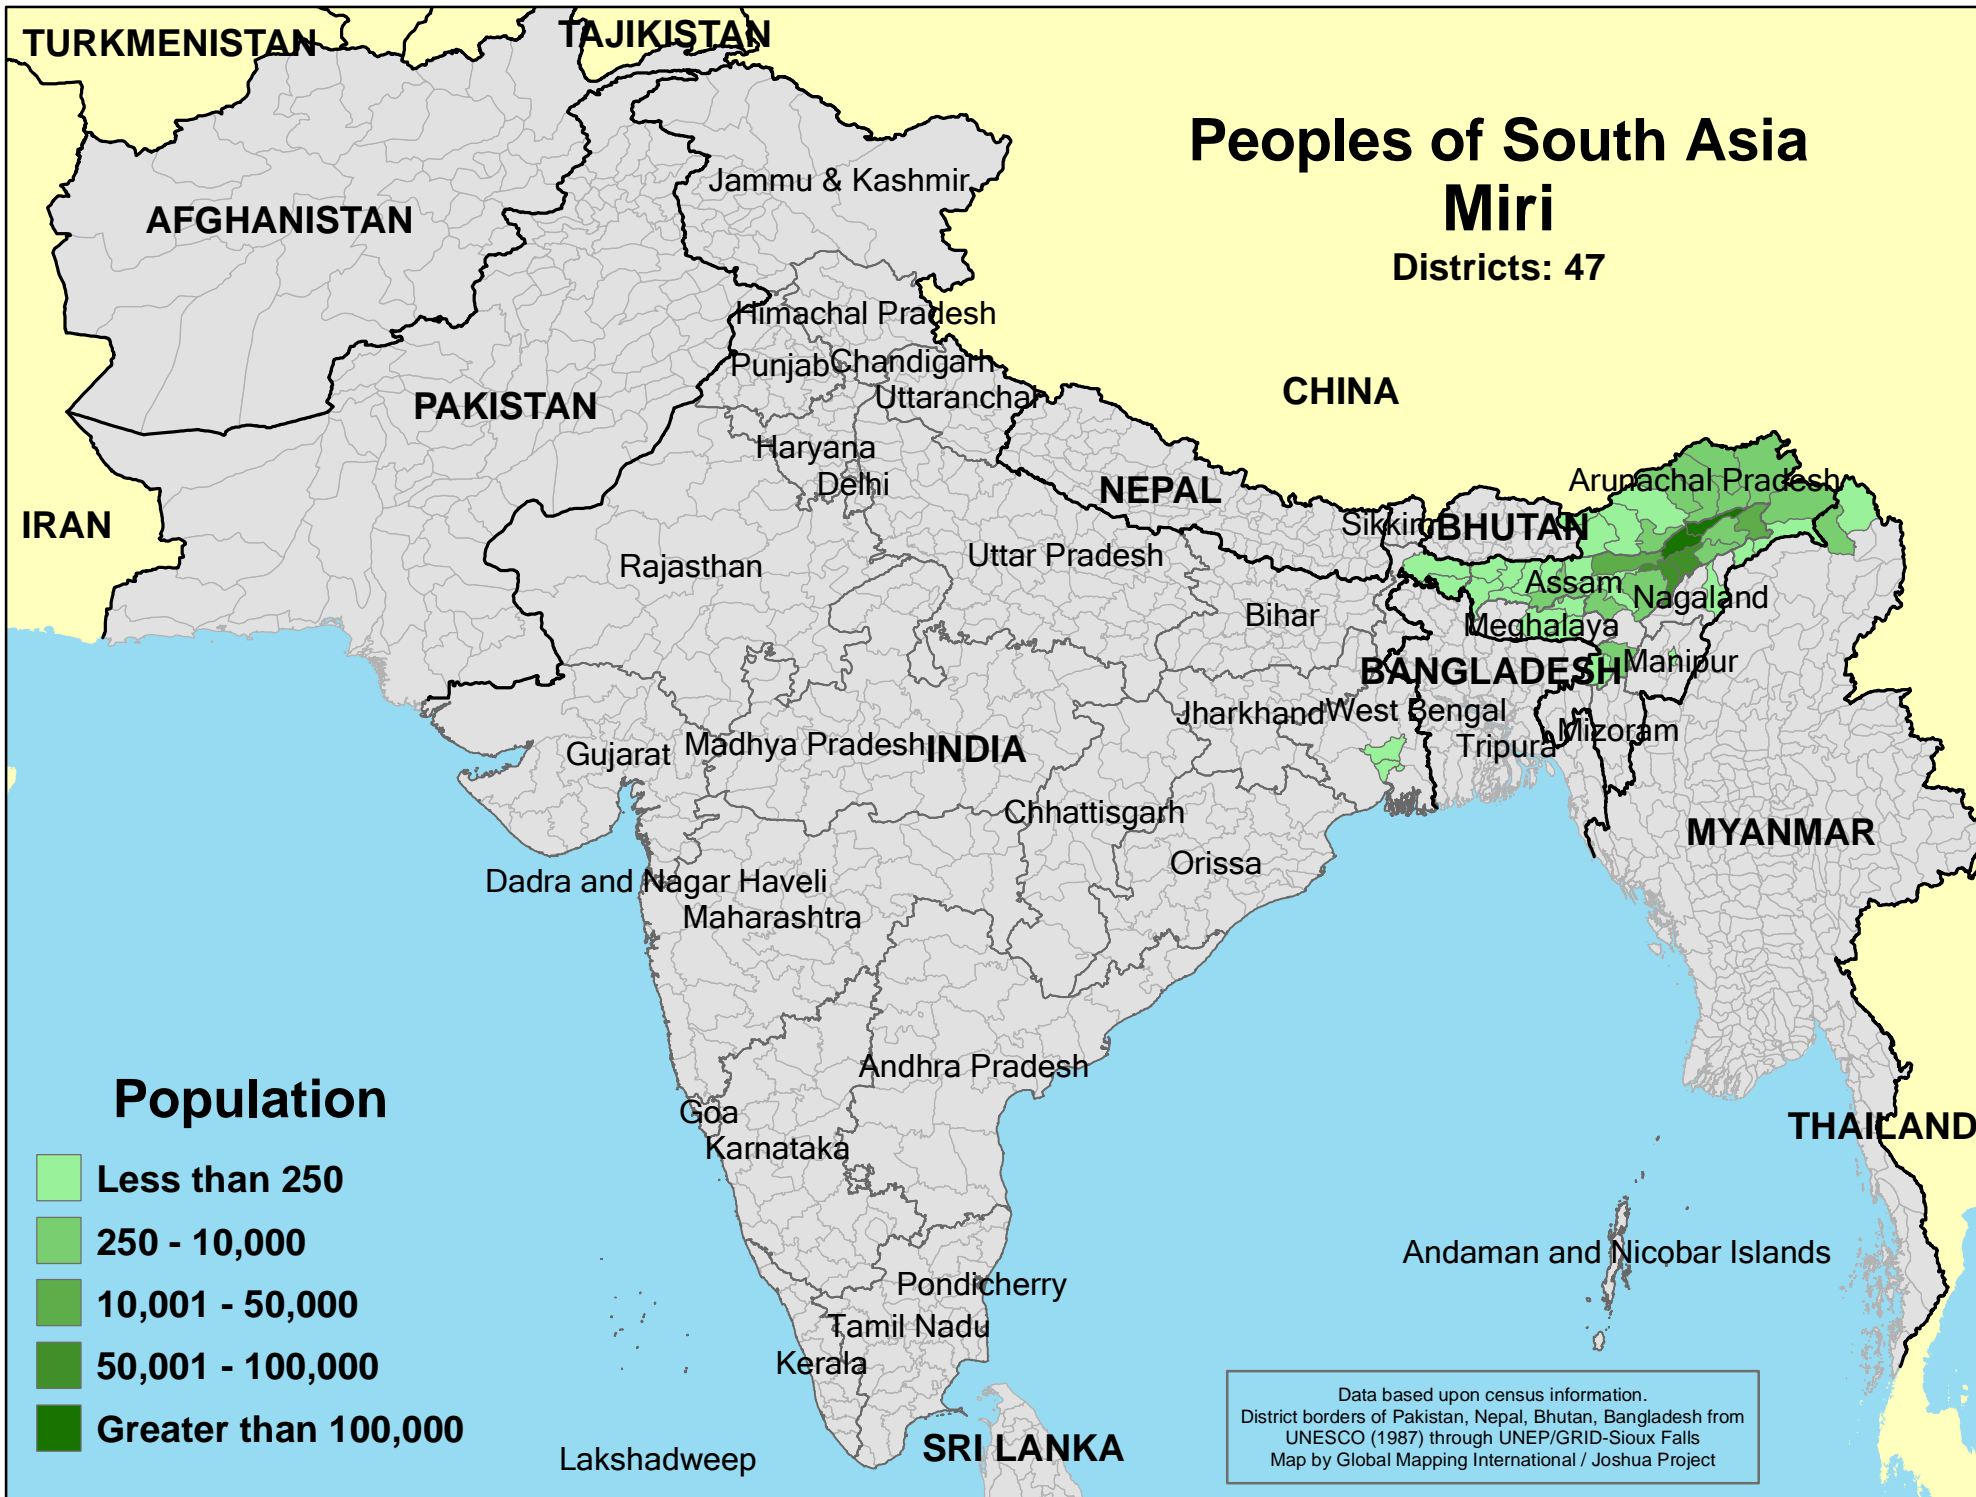 TURKMENISTAN
TAJIKISTAN
Peoples of South Asia
Miri
Districts: 47
Jammu & Kashmir
AFGHANISTAN
Himachal Pradesh
Punjab
Chandigarh
Uttaranchal
CHINA
PAKISTAN
Haryana
Delhi
NEPAL
Arunachal Pradesh
IRAN
Sikkim
BHUTAN
Rajasthan
Uttar Pradesh
Assam
Nagaland
Bihar
Meghalaya
BANGLADESH
Manipur
Jharkhand
West Bengal
Gujarat
Madhya Pradesh
INDIA
Tripura
Mizoram
Chhattisgarh
MYANMAR
Orissa
Dadra and Nagar Haveli
Maharashtra
Andhra Pradesh
Goa
Karnataka
THAILAND
Andaman and Nicobar Islands
Pondicherry
Tamil Nadu
Kerala
Lakshadweep
SRI LANKA
Population
Less than 250
250 - 10,000
10,001 - 50,000
50,001 - 100,000
Greater than 100,000
Data based upon census information.
District borders of Pakistan, Nepal, Bhutan, Bangladesh from
UNESCO (1987) through UNEP/GRID-Sioux Falls
Map by Global Mapping International / Joshua Project